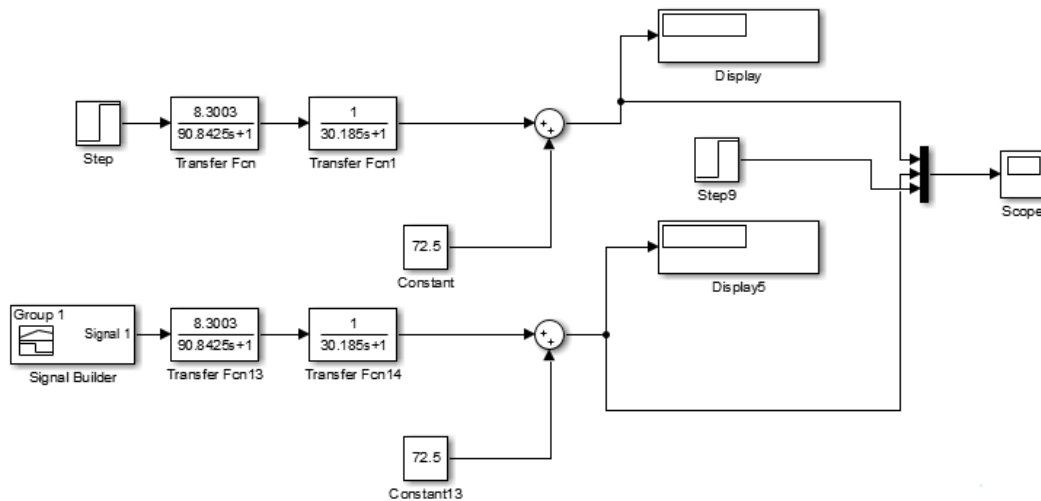 Display
8.3003
90.8425s+1
1
30.185s+1
+
+
Step
Transfer Fcn
Transfer Fcn1
Step9
Scope
72.5
Constant
Display5
Group 1
Signal 1
8.3003
90.8425s+1
1
30.185s+1
+
+
Signal Builder
Transfer Fcn13
Transfer Fcn14
72.5
Constant13